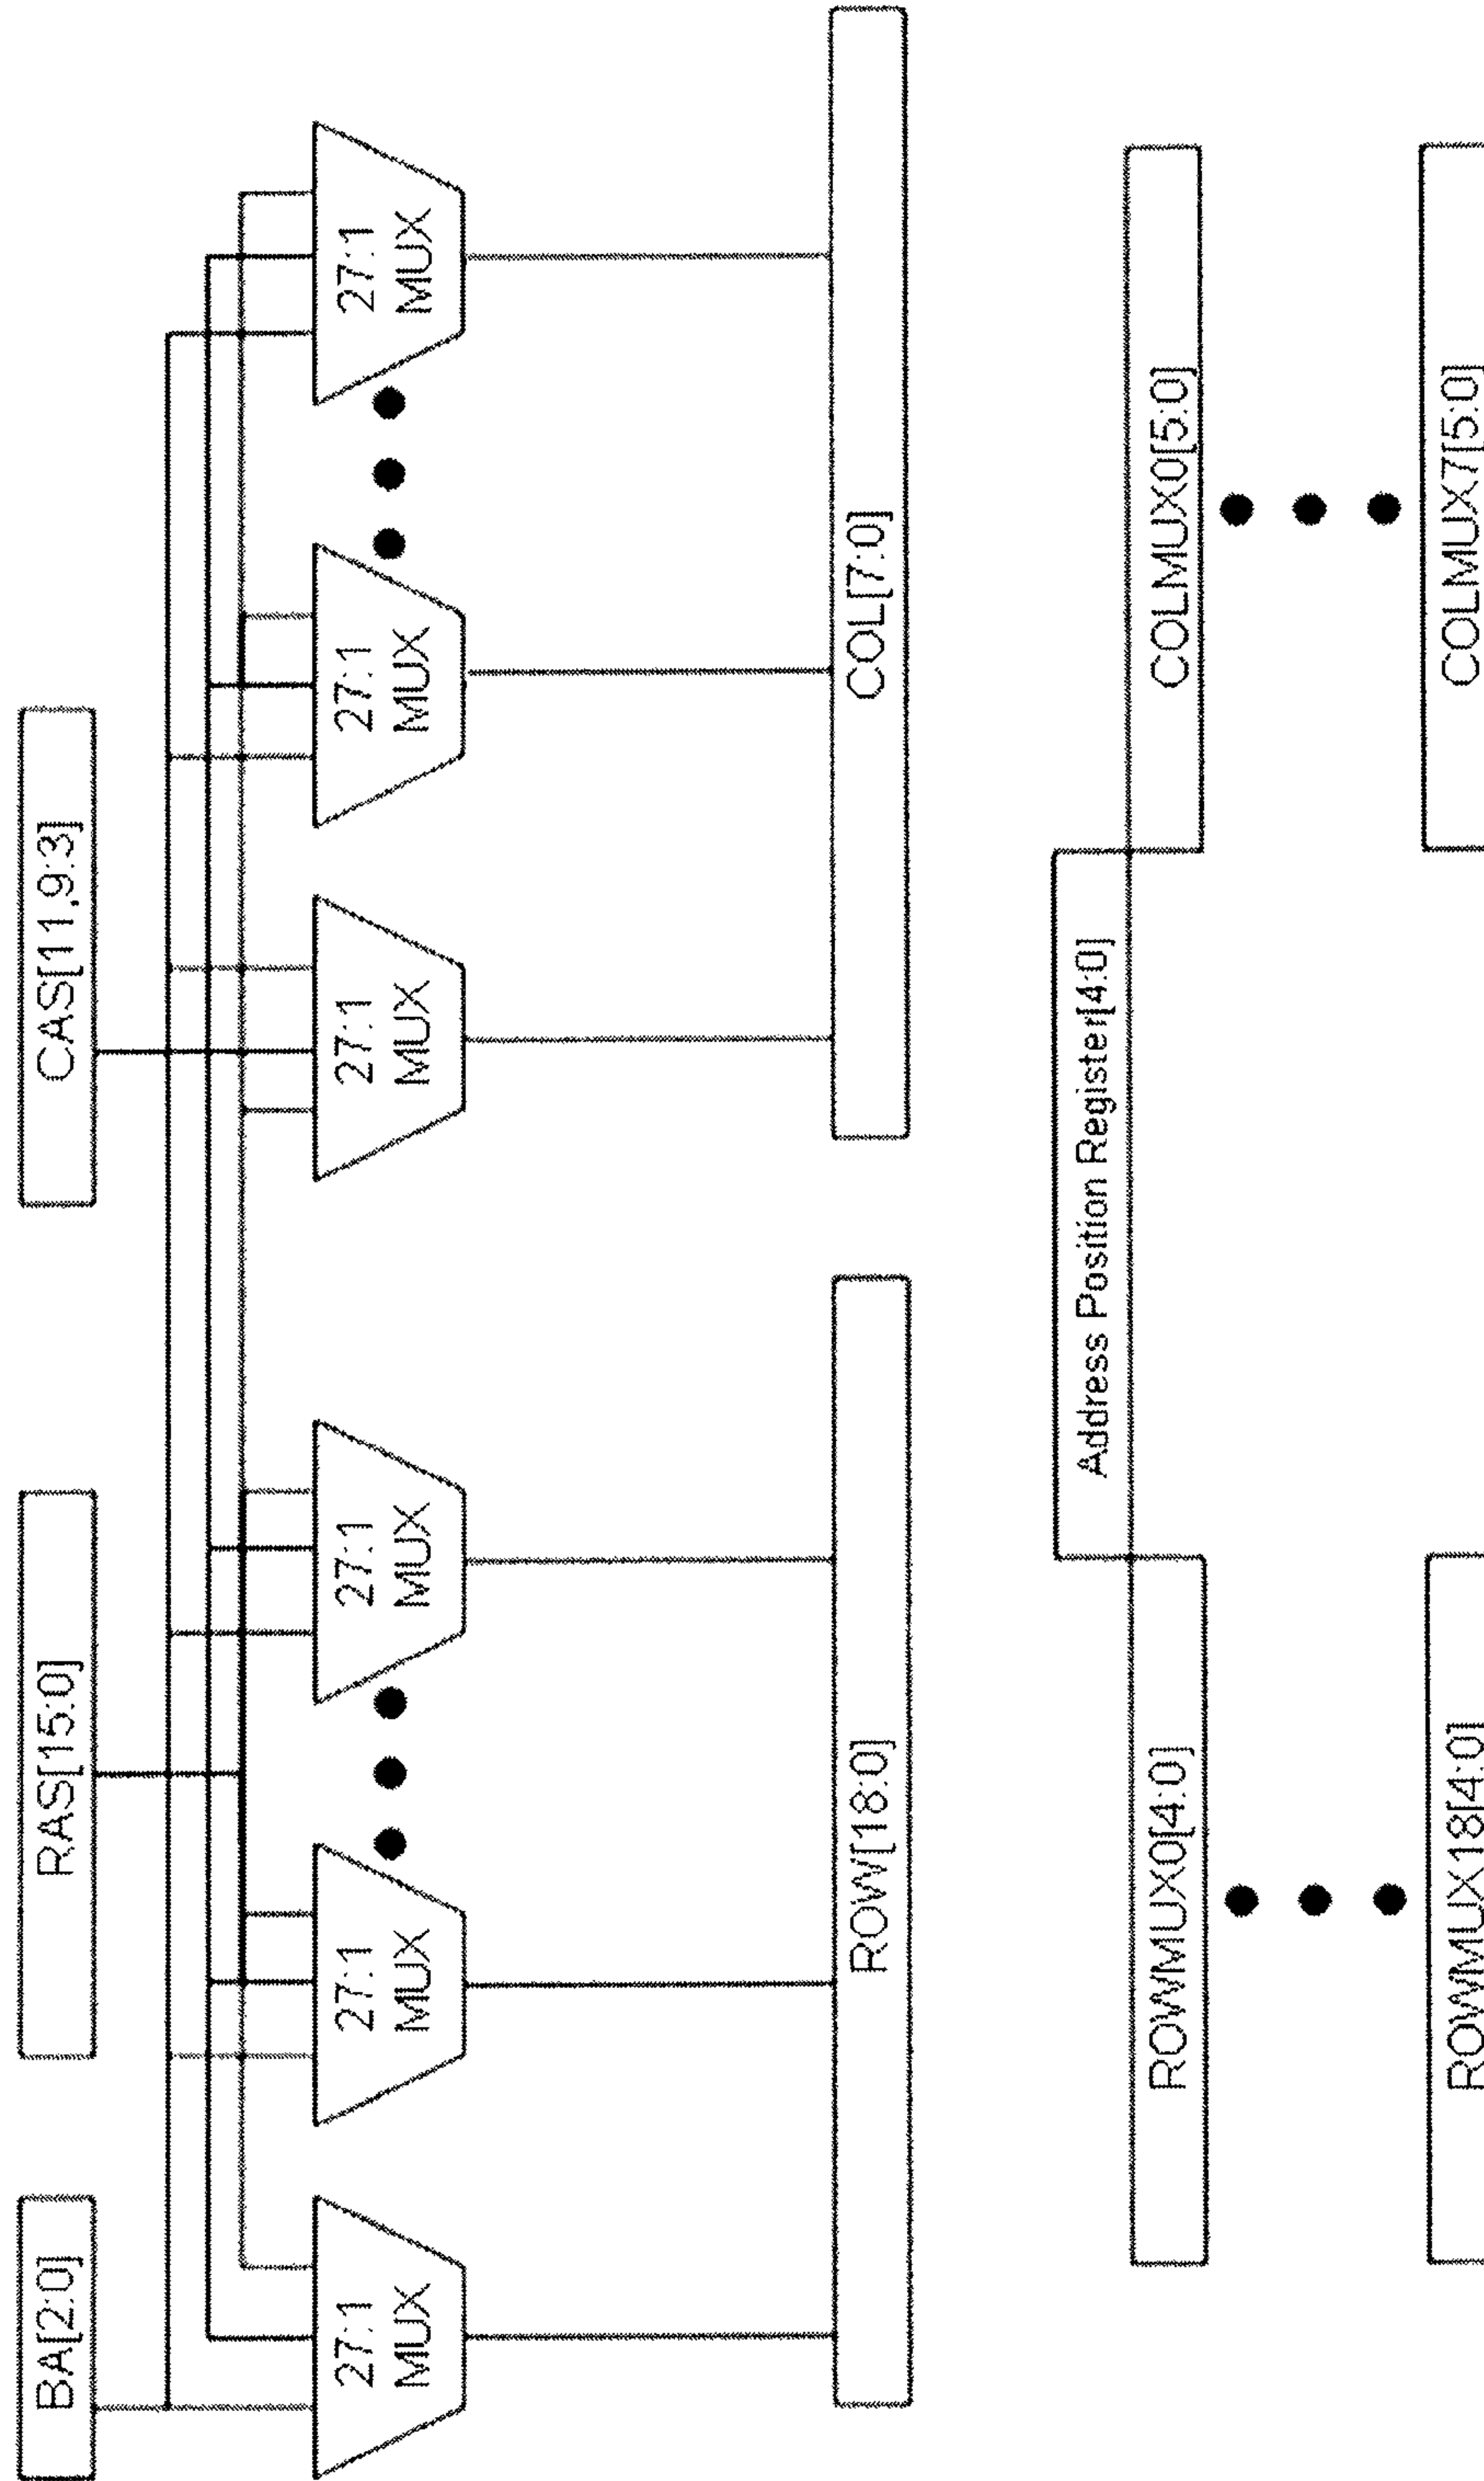 BA[2:0]
RAS[15:0]
CAS[11,9:3]
27:1
MUX
27:1
MUX
27:1
MUX
27:1
MUX
27:1
MUX
27:1
MUX
ROW[18:0]
COL[7:0]
Address Position Register[4:0]
ROWMUX0[4:0]
COLMUX0[5:0]
ROWMUX18[4:0]
COLMUX7[5:0]